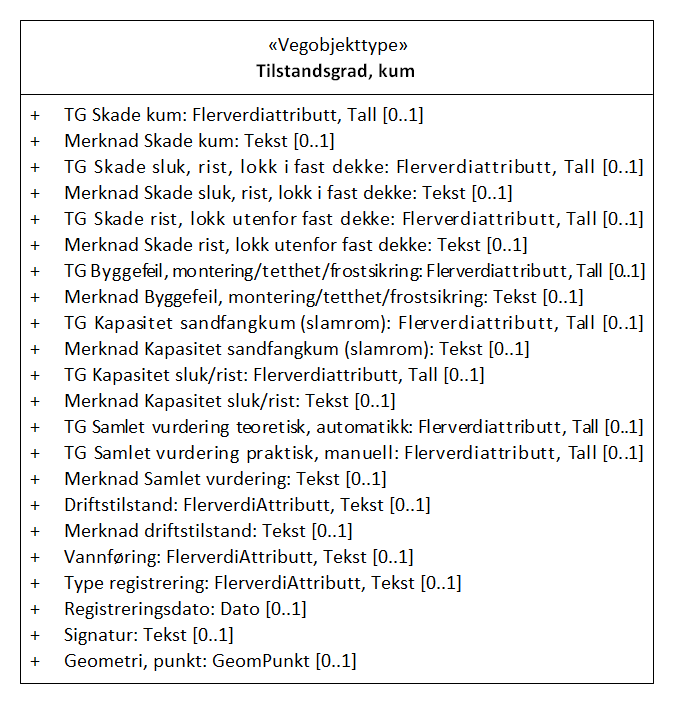 «Vegobjekttype»
Tilstandsgrad, kum
+ TG Skade kum: Flerverdiattributt, Tall [0..1]
+ Merknad Skade kum: Tekst [0..1]
+ TG Skade sluk, rist, lokk i fast dekke: Flerverdiattributt, Tall [0..1]
+ Merknad Skade sluk, rist, lokk i fast dekke: Tekst [0..1]
+ TG Skade rist, lokk utenfor fast dekke: Flerverdiattributt, Tall [0..1]
+ Merknad Skade rist, lokk utenfor fast dekke: Tekst [0..1]
+ TG Byggefeil, montering/tetthet/frostsikring: Flerverdiattributt, Tall [0..1]
+ Merknad Byggefeil, montering/tetthet/frostsikring: Tekst [0..1]
+ TG Kapasitet sandfangkum (slamrom): Flerverdiattributt, Tall [0..1]
+ Merknad Kapasitet sandfangkum (slamrom): Tekst [0..1]
+ TG Kapasitet sluk/rist: Flerverdiattributt, Tall [0..1]
+ Merknad Kapasitet sluk/rist: Tekst [0..1]
+ TG Samlet vurdering teoretisk, automatikk: Flerverdiattributt, Tall [0..1]
+ TG Samlet vurdering praktisk, manuell: Flerverdiattributt, Tall [0..1]
+ Merknad Samlet vurdering: Tekst [0..1]
+ Driftstilstand: FlerverdiAttributt, Tekst [0..1]
+ Merknad driftstilstand: Tekst [0..1]
+ Vannføring: FlerverdiAttributt, Tekst [0..1]
+ Type registrering: FlerverdiAttributt, Tekst [0..1]
+ Registreringsdato: Dato [0..1]
+ Signatur: Tekst [0..1]
+ Geometri, punkt: GeomPunkt [0..1]